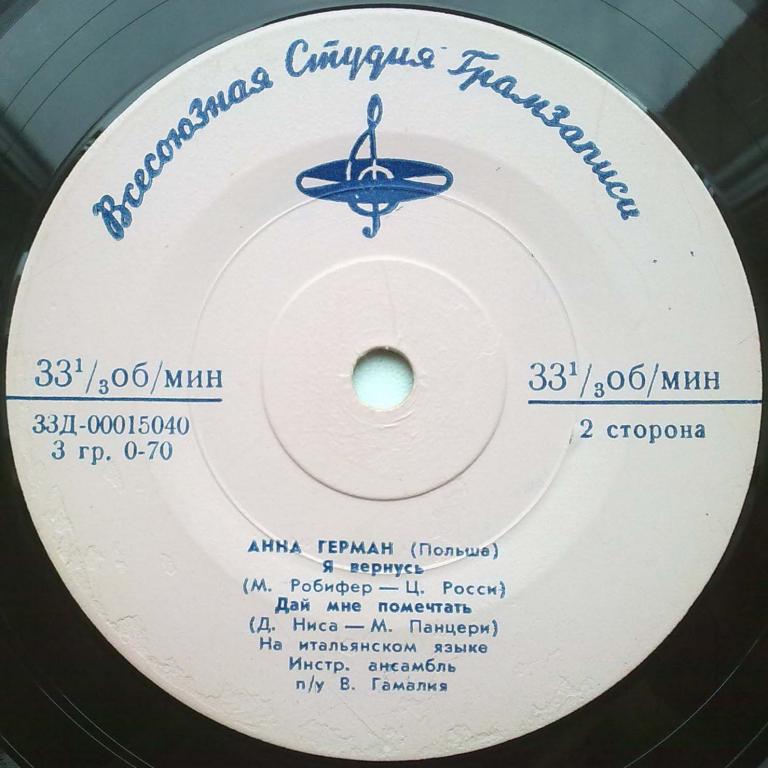 Всесоюзная Студия Грамзаписи
33¹/₃об/мин
33Д-00015040
3 гр. 0-70
33¹/₃об/мин
2 сторона
АННА ГЕРМАН (Польша)
Я вернусь
(М. Робифер — Ц. Росси)
Дай мне помечтать
(Д. Ниса — М. Панцери)
На итальянском языке
Инстр. ансамбль
п/у В. Гамалия